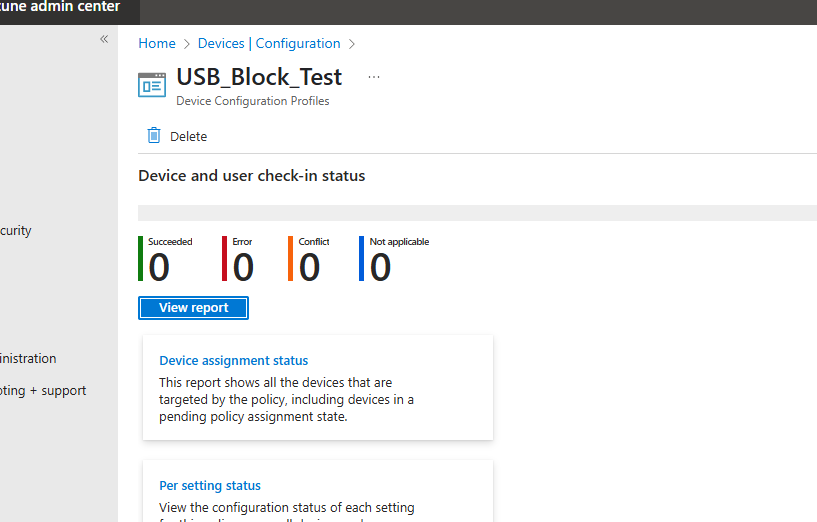 tune admin center
«
Home > Devices | Configuration >
USB_Block_Test ...
Device Configuration Profiles
Delete
Device and user check-in status
Succeeded
0
Error
0
Conflict
0
Not applicable
0
View report
curity
Device assignment status
This report shows all the devices that are
targeted by the policy, including devices in a
pending policy assignment state.
inistration
oting + support
Per setting status
View the configuration status of each setting